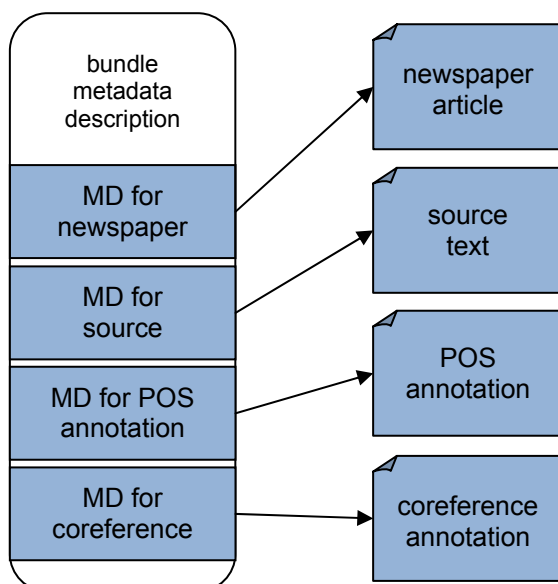 bundle
metadata
description
MD for
newspaper
MD for
source
MD for POS
annotation
MD for
coreference
newspaper
article
source
text
POS
annotation
coreference
annotation